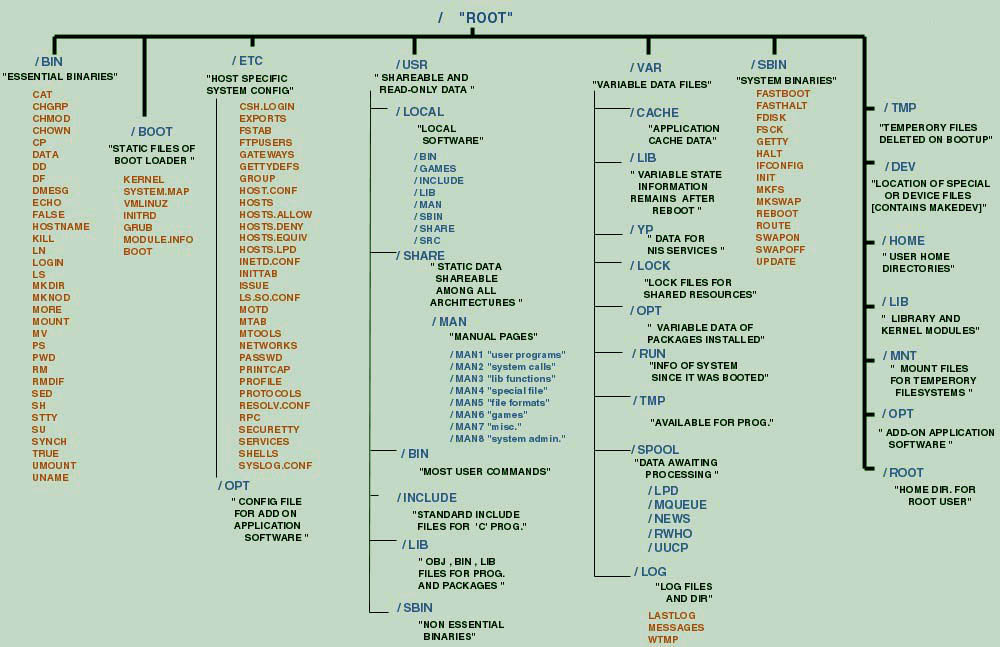 / "ROOT"
/BIN
"ESSENTIAL BINARIES"
CAT
CHGRP
CHMOD
CHOWN
CP
DATA
DD
DF
DMESG
ECHO
FALSE
HOSTNAME
KILL
LN
LOGIN
LS
MKDIR
MKNOD
MORE
MOUNT
MV
PS
PWD
RM
RMDIF
SED
SH
STTY
SU
SYNCH
TRUE
UMOUNT
UNAME
/BOOT
"STATIC FILES OF
BOOT LOADER "
KERNEL
SYSTEM.MAP
VMLINUZ
INITRD
GRUB
MODULE.INFO
BOOT
/ ETC
"HOST SPECIFIC
SYSTEM CONFIG"
CSH.LOGIN
EXPORTS
FSTAB
FTPUSERS
GATEWAYS
GETTYDEFS
GROUP
HOST.CONF
HOSTS
HOSTS.ALLOW
HOSTS.DENY
HOSTS.EQUIV
HOSTS.LPD
INETD.CONF
INITTAB
ISSUE
LS.SO.CONF
MOTD
MTAB
MTOOLS
NETWORKS
PASSWD
PRINTCAP
PROFILE
PROTOCOLS
RESOLV.CONF
RPC
SECURETTY
SERVICES
SHELLS
SYSLOG.CONF
/OPT
" CONFIG FILE
FOR ADD ON
APPLICATION
SOFTWARE "
/USR
" SHAREABLE AND
READ-ONLY DATA "
/LOCAL
"LOCAL
SOFTWARE"
/BIN
/GAMES
/INCLUDE
/LIB
/MAN
/SBIN
/SHARE
/SRC
/SHARE
" STATIC DATA
SHAREABLE
AMONG ALL
ARCHITECTURES "
/MAN
"MANUAL PAGES"
/MAN1 "user programs"
/MAN2 "system calls"
/MAN3 "lib functions"
/MAN4 "special file"
/MAN5 "file formats"
/MAN6 "games"
/MAN7 "misc."
/MAN8 "system admin."
/BIN
"MOST USER COMMANDS"
/INCLUDE
"STANDARD INCLUDE
FILES FOR 'C' PROG."
/LIB
" OBJ , BIN , LIB
FILES FOR PROG.
AND PACKAGES "
/SBIN
"NON ESSENTIAL
BINARIES"
/VAR
"VARIABLE DATA FILES"
/CACHE
"APPLICATION
CACHE DATA"
/LIB
" VARIABLE STATE
INFORMATION
REMAINS AFTER
REBOOT "
/YP
" DATA FOR
NIS SERVICES "
/LOCK
"LOCK FILES FOR
SHARED RESOURCES"
/OPT
" VARIABLE DATA OF
PACKAGES INSTALLED"
/RUN
"INFO OF SYSTEM
SINCE IT WAS BOOTED"
/TMP
"AVAILABLE FOR PROG."
/SPOOL
"DATA AWAITING
PROCESSING "
/LPD
/MQUEUE
/NEWS
/RWHO
/UUCP
/LOG
"LOG FILES
AND DIR"
LASTLOG
MESSAGES
WTMP
/SBIN
"SYSTEM BINARIES"
FASTBOOT
FASTHALT
FDISK
FSCK
GETTY
HALT
IFCONFIG
INIT
MKFS
MKSWAP
REBOOT
ROUTE
SWAPON
SWAPOFF
UPDATE
/TMP
"TEMPERORY FILES
DELETED ON BOOTUP"
/DEV
"LOCATION OF SPECIAL
OR DEVICE FILES
[CONTAINS MAKEDEV]"
/HOME
" USER HOME
DIRECTORIES"
/LIB
" LIBRARY AND
KERNEL MODULES"
/MNT
" MOUNT FILES
FOR TEMPERORY
FILESYSTEMS "
/OPT
" ADD-ON APPLICATION
SOFTWARE "
/ROOT
"HOME DIR. FOR
ROOT USER"